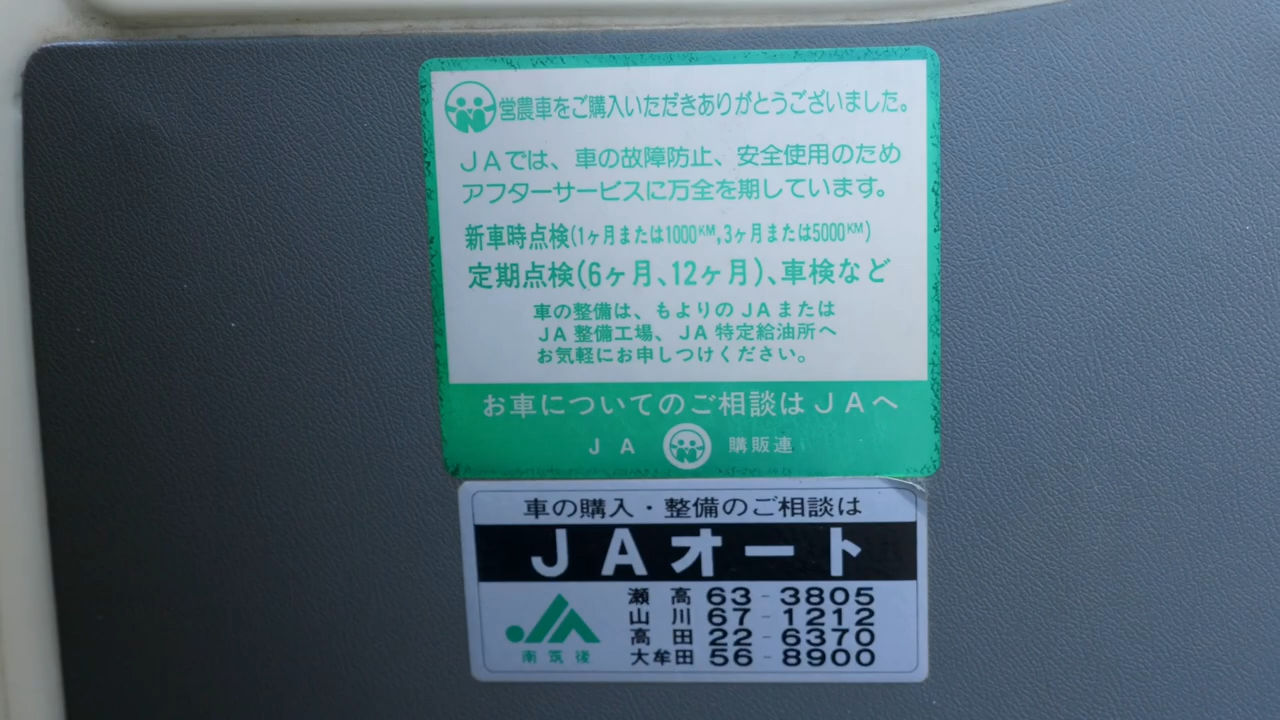 営農車をご購入いただきありがとうございました。
JAでは、車の故障防止、安全使用のため
アフターサービスに万全を期しています。
新車時点検(1ヶ月または1000KM,3ヶ月または5000KM)
定期点検(6ヶ月、12ヶ月)、車検など
車の整備は、もよりのJAまたは
JA整備工場、JA特定給油所へ
お気軽にお申しつけください。
お車についてのご相談はJAへ
JA 購販連
車の購入・整備のご相談は
JAオート
瀬高 63-3805
山川 67-1212
高田 22-6370
大牟田 56-8900
JA
南筑後